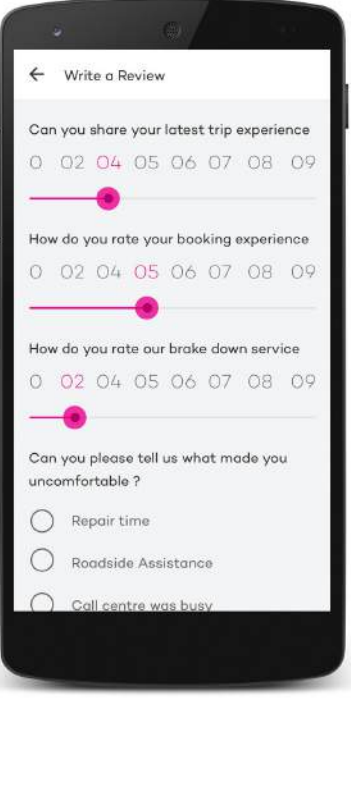 Write a Review
Can you share your latest trip experience
0 02 04 05 06 07 08 09
How do you rate your booking experience
0 02 04 05 06 07 08 09
How do you rate our brake down service
0 02 04 05 06 07 08 09
Can you please tell us what made you
uncomfortable ?
Repair time
Roadside Assistance
Call centre was busy